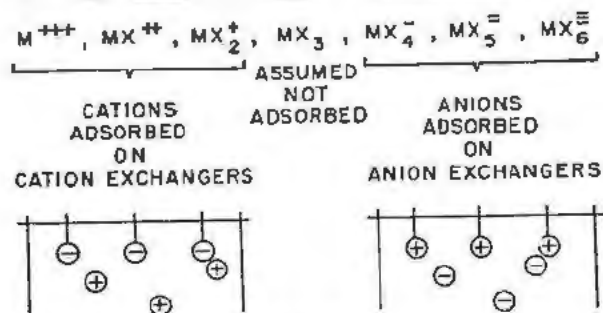 M⁺⁺⁺, MX⁺⁺, MX₂⁺, MX₃, MX₄⁻, MX₅⁼, MX₆≡
ASSUMED
NOT
ADSORBED
CATIONS
ADSORBED
ON
CATION EXCHANGERS
ANIONS
ADSORBED
ON
ANION EXCHANGERS
− − −
+ + +
+ + +
− − −